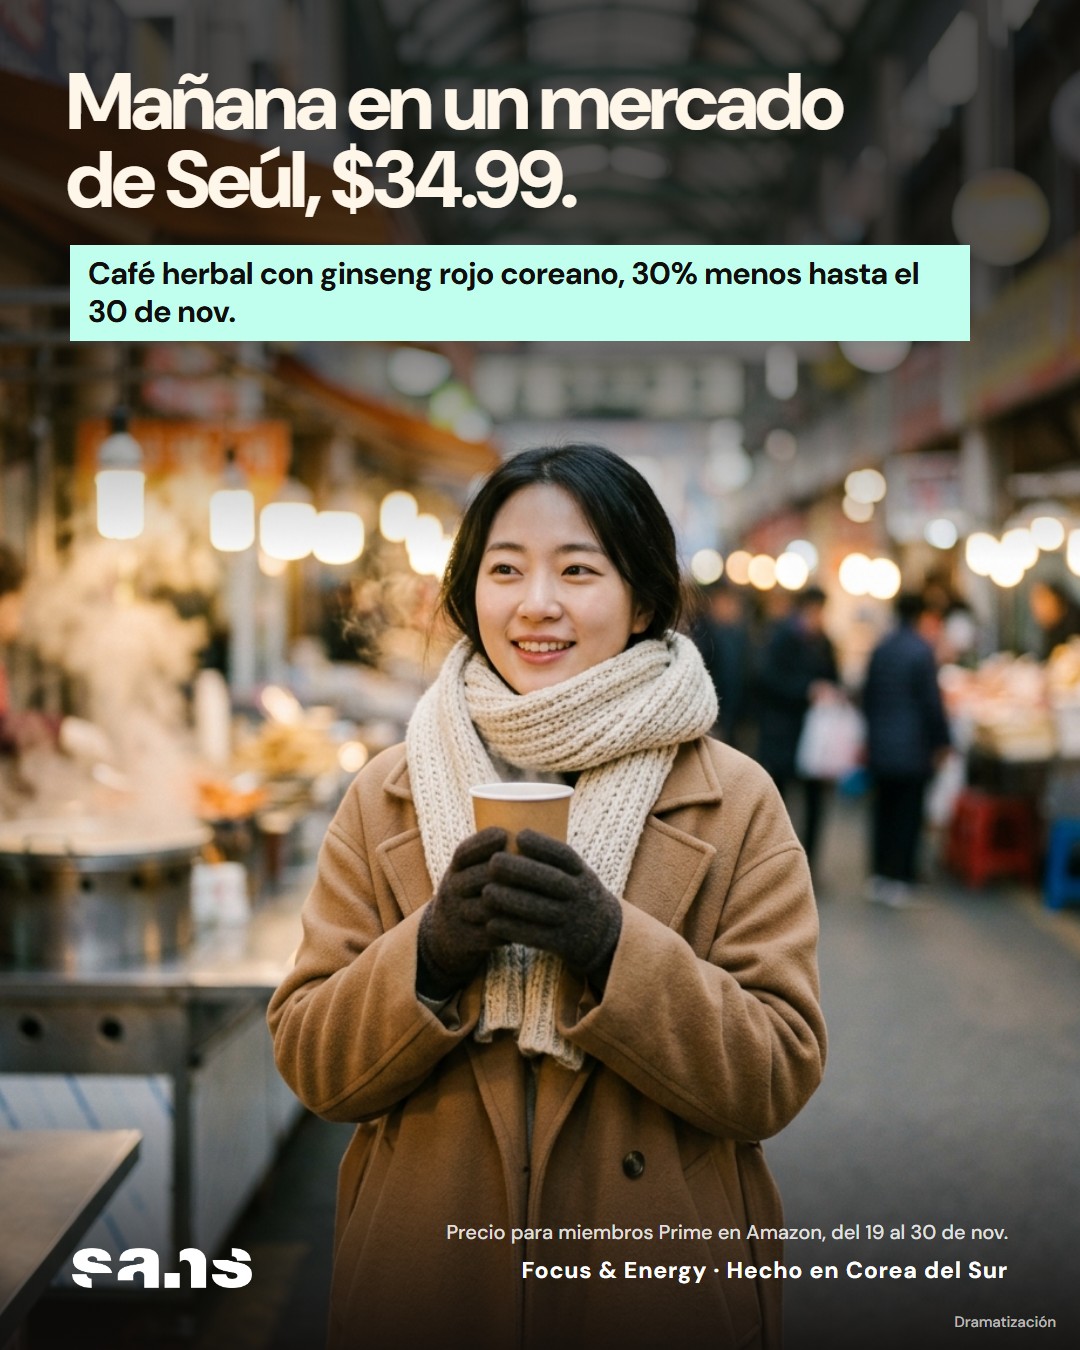 Mañana en un mercado
de Seúl, $34.99.
Café herbal con ginseng rojo coreano, 30% menos hasta el
30 de nov.
Precio para miembros Prime en Amazon, del 19 al 30 de nov.
sans
Focus & Energy · Hecho en Corea del Sur
Dramatización